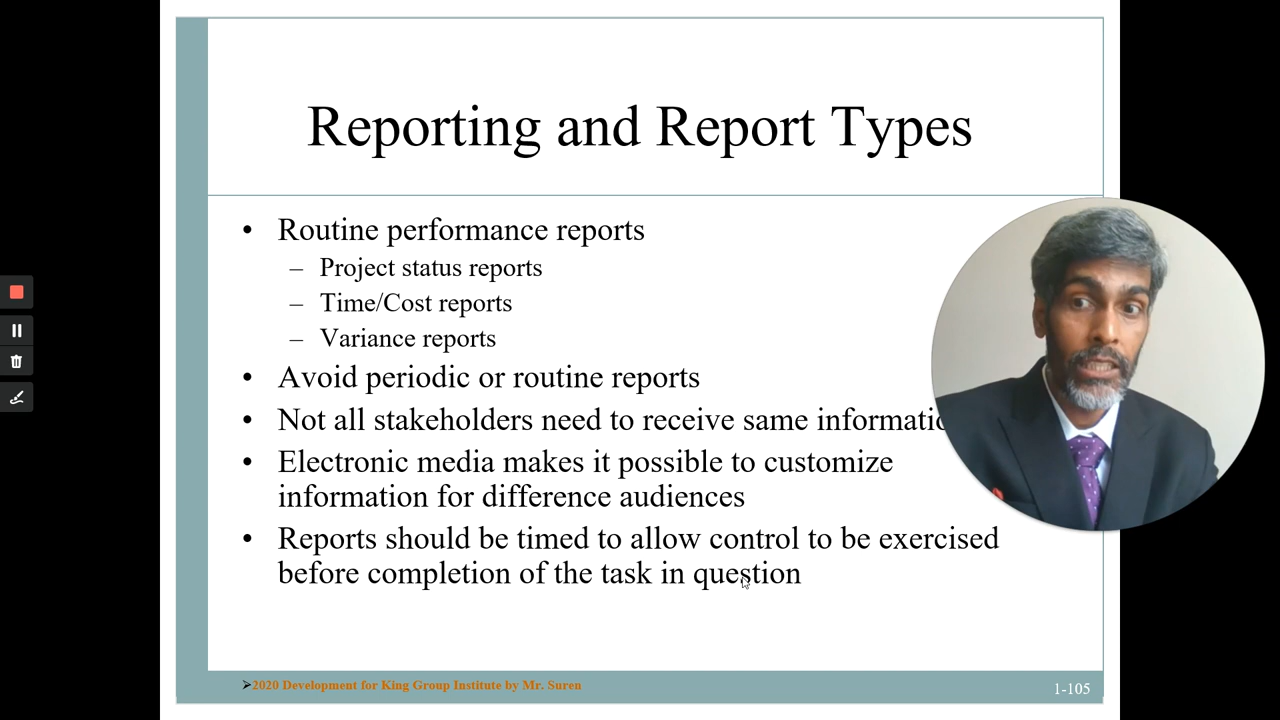 Reporting and Report Types
• Routine performance reports
– Project status reports
– Time/Cost reports
– Variance reports
• Avoid periodic or routine reports
• Not all stakeholders need to receive same
• Electronic media makes it possible to customize
information for difference audiences
• Reports should be timed to allow control to be exercised
before completion of the task in question
➢2020 Development for King Group Institute by Mr. Suren
1-105